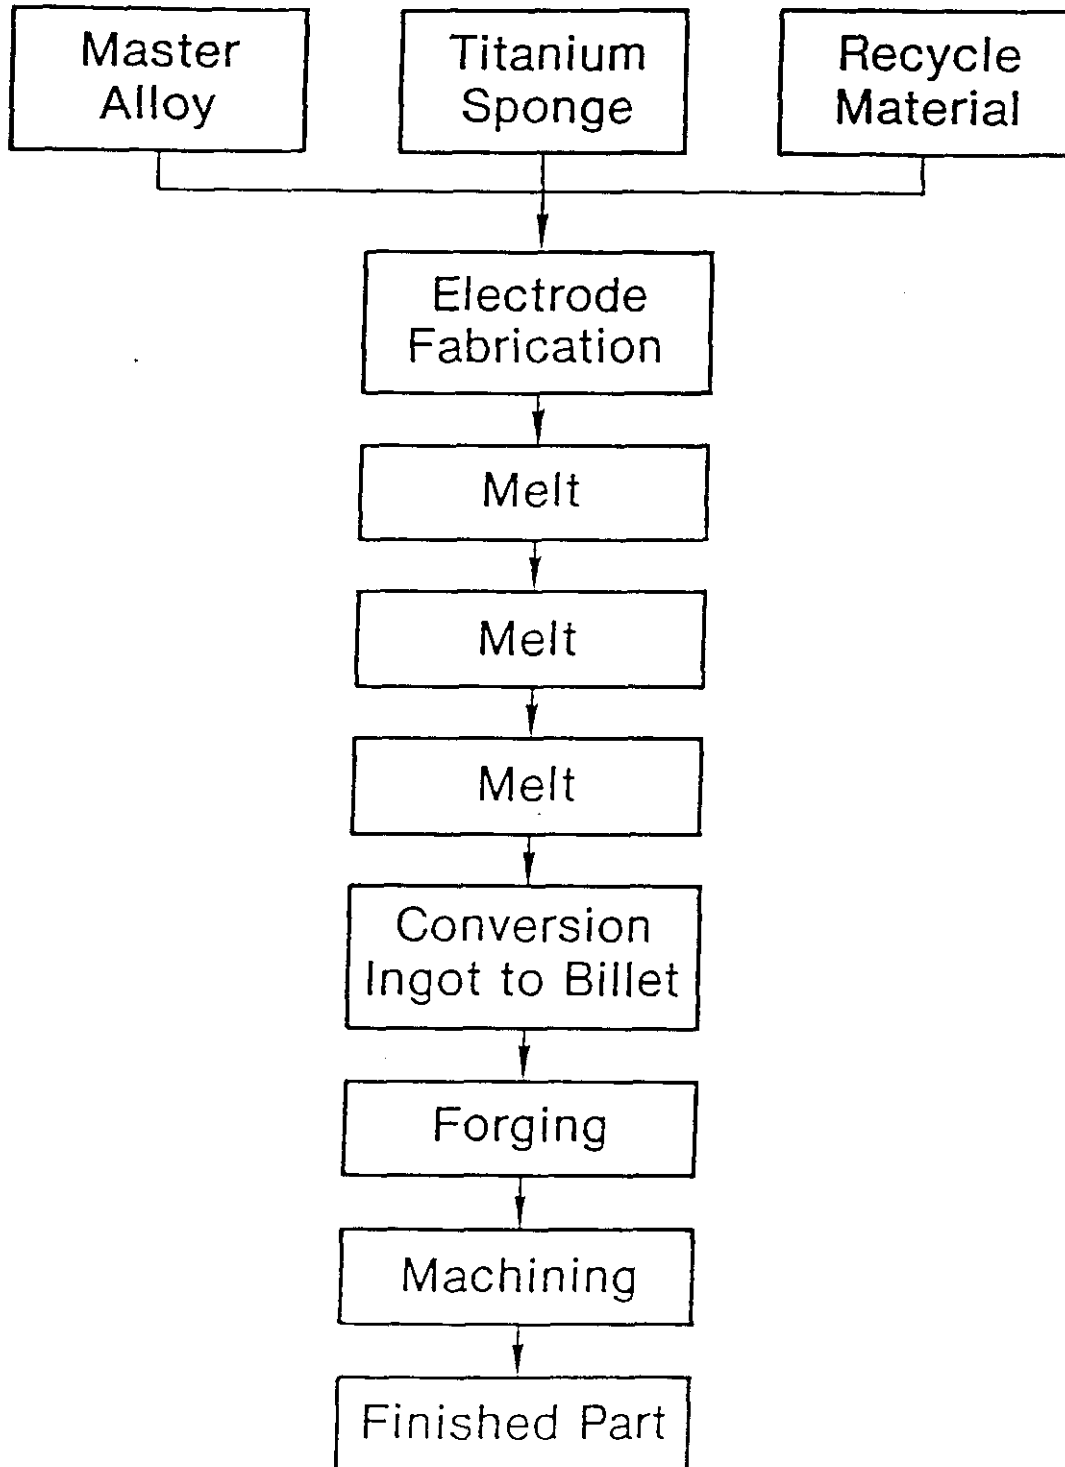 Master
Alloy
Titanium
Sponge
Recycle
Material
Electrode
Fabrication
Melt
Melt
Melt
Conversion
Ingot to Billet
Forging
Machining
Finished Part